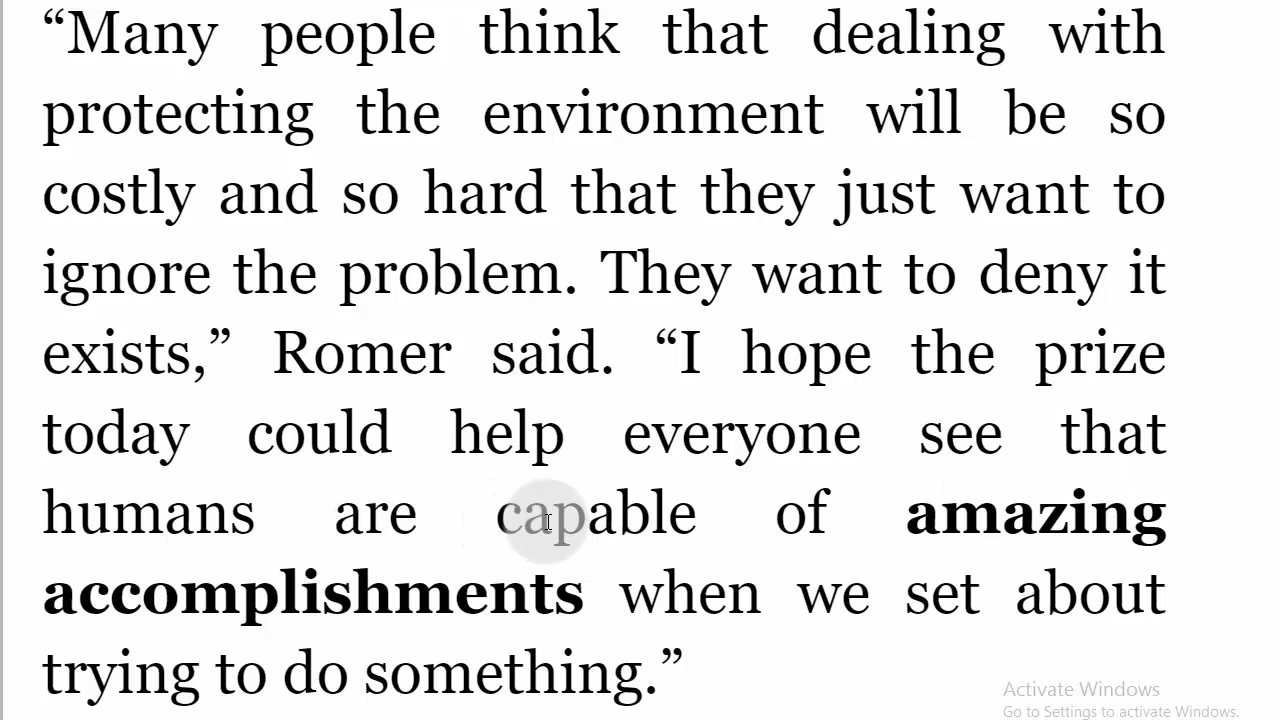 “Many people think that dealing with
protecting the environment will be so
costly and so hard that they just want to
ignore the problem. They want to deny it
exists,” Romer said. “I hope the prize
today could help everyone see that
humans are capable of amazing
accomplishments when we set about
trying to do something.”
Activate Windows
Go to Settings to activate Windows.